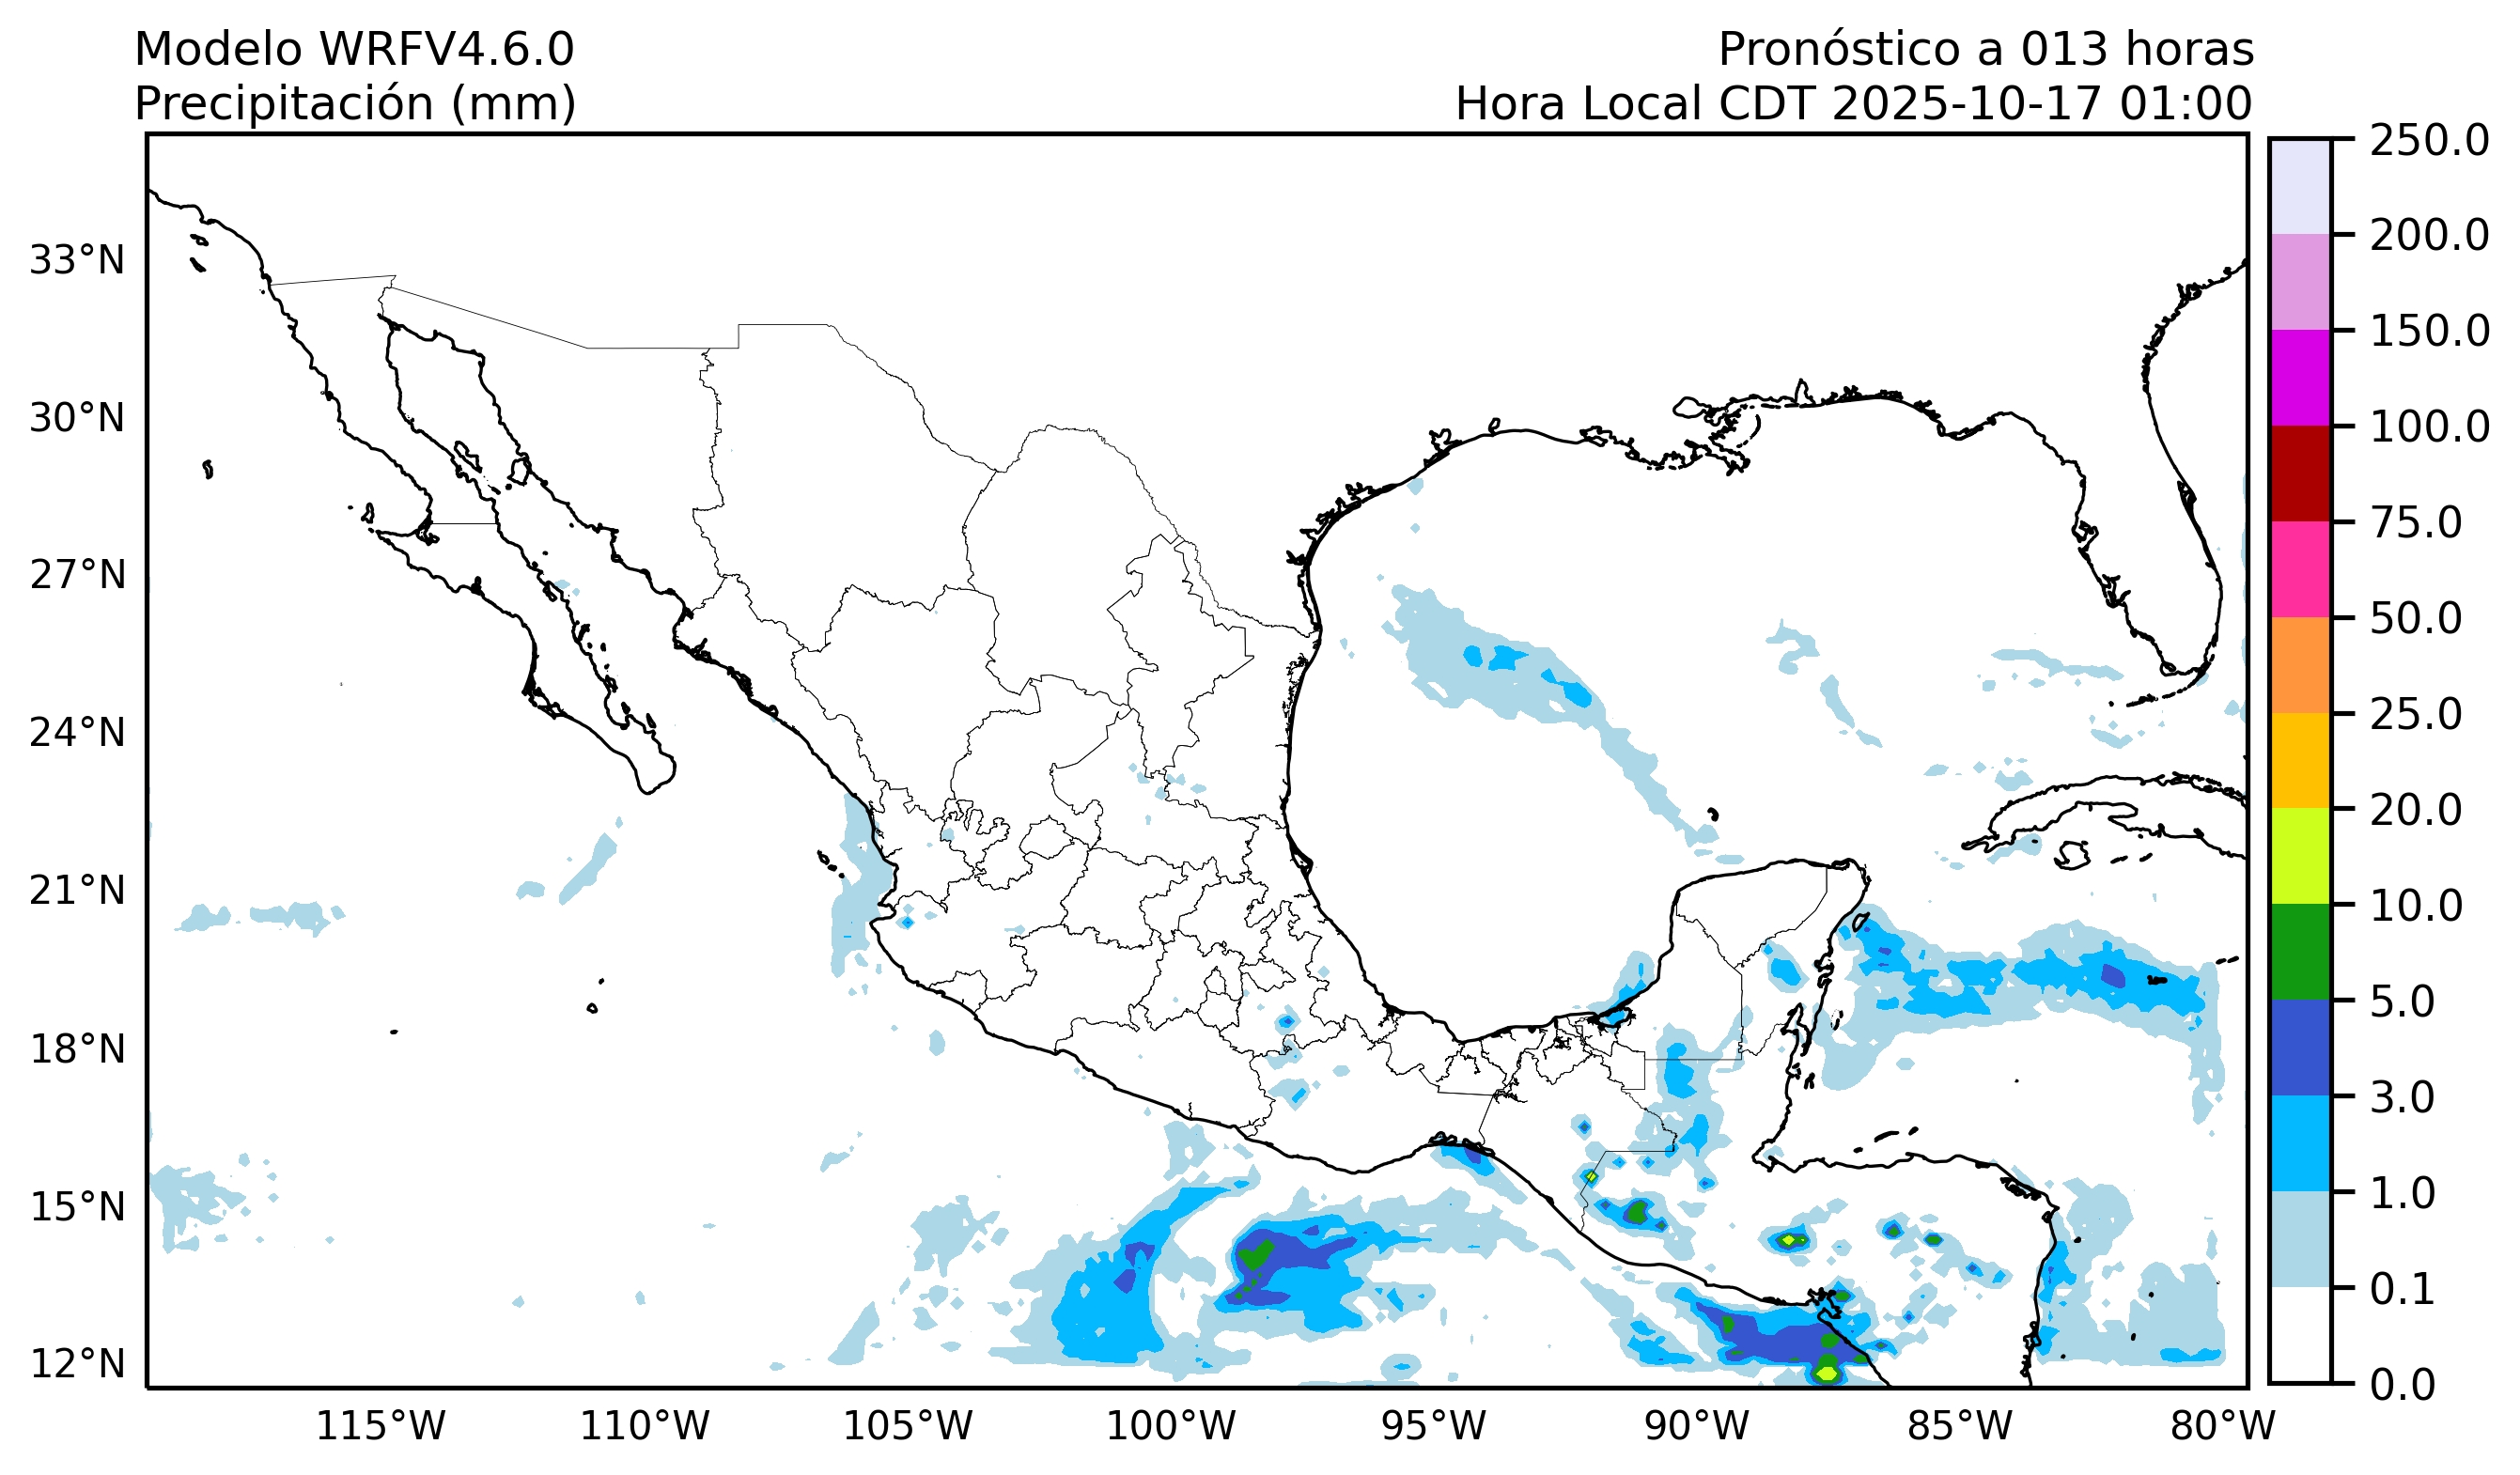 Modelo WRFV4.6.0
Precipitación (mm)
Pronóstico a 013 horas
Hora Local CDT 2025-10-17 01:00
33°N
30°N
27°N
24°N
21°N
18°N
15°N
12°N
115°W
110°W
105°W
100°W
95°W
90°W
85°W
80°W
250.0
200.0
150.0
100.0
75.0
50.0
25.0
20.0
10.0
5.0
3.0
1.0
0.1
0.0